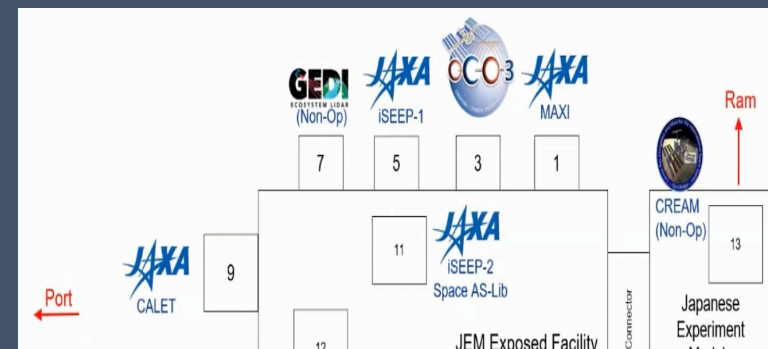 GEDI
ECOSYSTEM LIDAR
(Non-Op)
JAXA
iSEEP-1
OCO-3
JAXA
MAXI
Ram
7
5
3
1
CREAM
(Non-Op)
13
11
JAXA
iSEEP-2
Space AS-Lib
JAXA
CALET
9
Port
Connector
Japanese
Experiment
JEM Exposed Facility